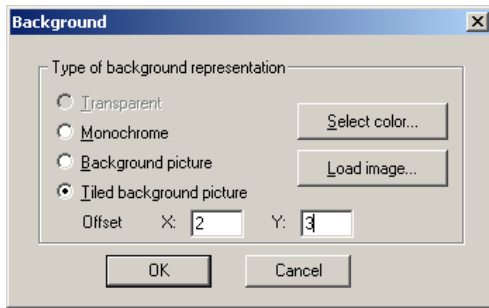 Background
Type of background representation
Transparent
Monochrome
Select color...
Background picture
Load image...
Tiled background picture
Offset X: 2 Y: 3
OK Cancel